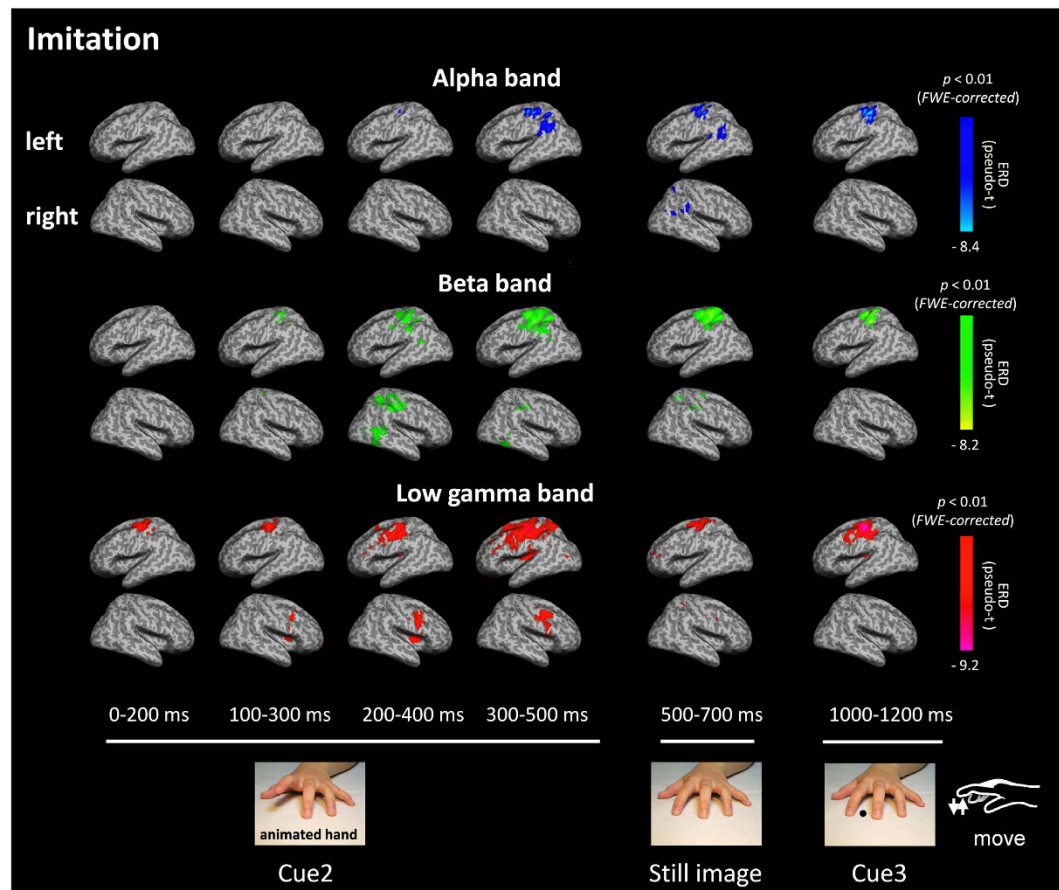 Imitation
Alpha band
p < 0.01
(FWE-corrected)
left
right
ERD
(pseudo-t)
- 8.4
Beta band
p < 0.01
(FWE-corrected)
ERD
(pseudo-t)
- 8.2
Low gamma band
p < 0.01
(FWE-corrected)
ERD
(pseudo-t)
- 9.2
0-200 ms 100-300 ms 200-400 ms 300-500 ms 500-700 ms 1000-1200 ms
animated hand
move
Cue2 Still image Cue3